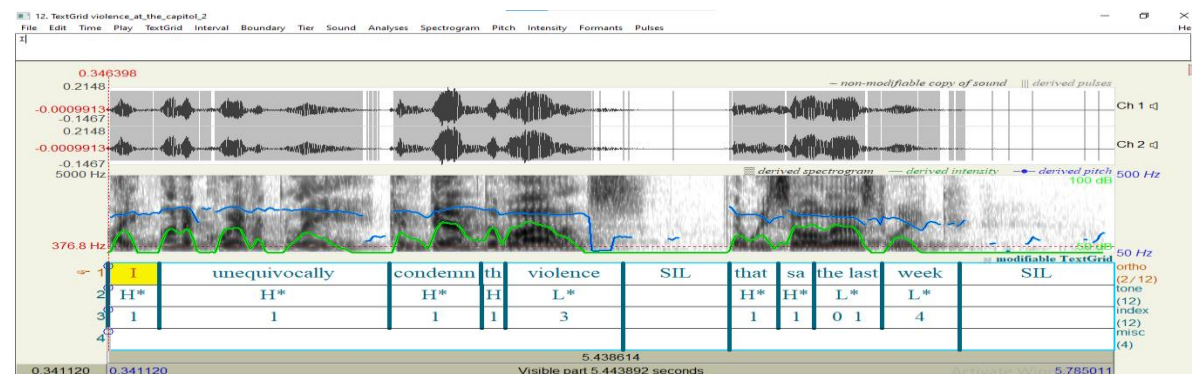 12. TextGrid violence_at_the_capitol_2
File Edit Time Play TextGrid Interval Boundary Tier Sound Analyses Spectrogram Pitch Intensity Formants Pulses He
I
0.346398
0.2148 – non-modifiable copy of sound ||| derived pulses
-0.0009913 Ch 1
-0.1467
0.2148
-0.0009913 Ch 2
-0.1467
5000 Hz derived spectrogram derived intensity derived pitch 500 Hz
100 dB
376.8 Hz 50 dB 50 Hz
modifiable TextGrid
1 I unequivocally condemn th violence SIL that sa the last week SIL ortho (2/12)
2 H* H* H* H L* H* H* L* L* tone (12)
3 1 1 1 1 3 1 1 0 1 4 index (12)
4 misc (4)
5.438614
0.341120 0.341120 Visible part 5.443892 seconds 5.785011